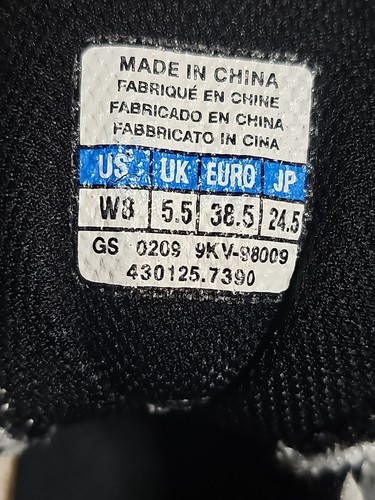 MADE IN CHINA
FABRIQUÉ EN CHINE
FABRICADO EN CHINA
FABBRICATO IN CINA
US UK EURO JP
W8 5.5 38.5 24.5
GS 0209 9KV-98009
430125.7390